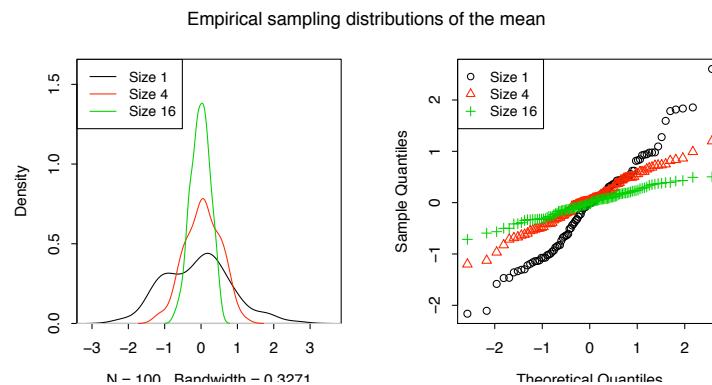 Empirical sampling distributions of the mean
Size 1
Size 4
Size 16
Density
0.0 0.5 1.0 1.5
−3 −2 −1 0 1 2 3
N = 100 Bandwidth = 0.3271
Size 1
Size 4
Size 16
Sample Quantiles
−2 −1 0 1 2
−2 −1 0 1 2
Theoretical Quantiles